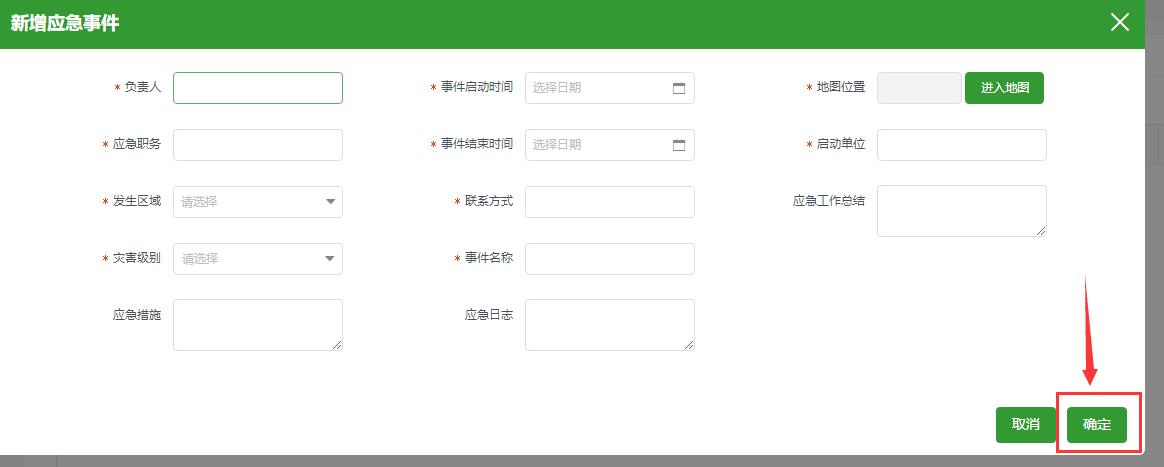 新增应急事件
* 负责人
* 事件启动时间 选择日期
* 地图位置 进入地图
* 应急职务
* 事件结束时间 选择日期
* 启动单位
* 发生区域 请选择
* 联系方式
应急工作总结
* 灾害级别 请选择
* 事件名称
应急措施
应急日志
取消 确定